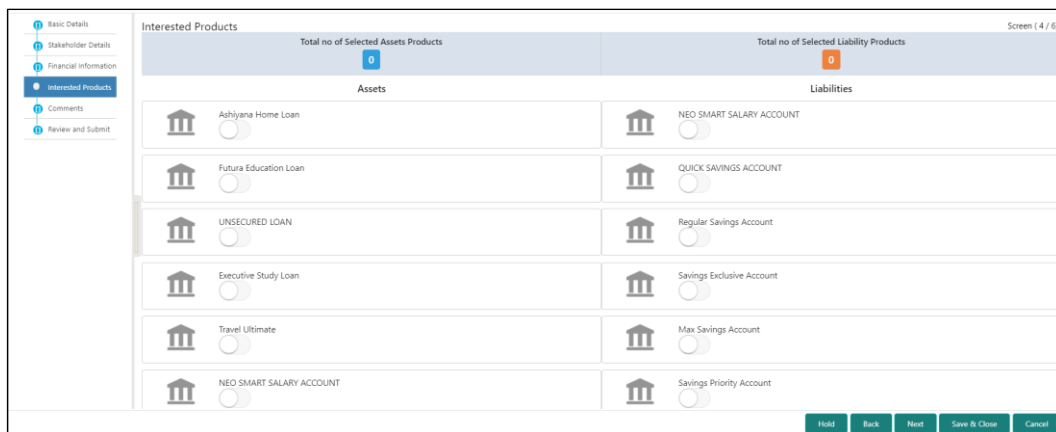 Basic Details
Stakeholder Details
Financial Information
Interested Products
Comments
Review and Submit
Interested Products
Screen ( 4 / 6)
Total no of Selected Assets Products
0
Total no of Selected Liability Products
0
Assets
Liabilities
Ashiyana Home Loan
NEO SMART SALARY ACCOUNT
Futura Education Loan
QUICK SAVINGS ACCOUNT
UNSECURED LOAN
Regular Savings Account
Executive Study Loan
Savings Exclusive Account
Travel Ultimate
Max Savings Account
NEO SMART SALARY ACCOUNT
Savings Priority Account
Hold
Back
Next
Save & Close
Cancel